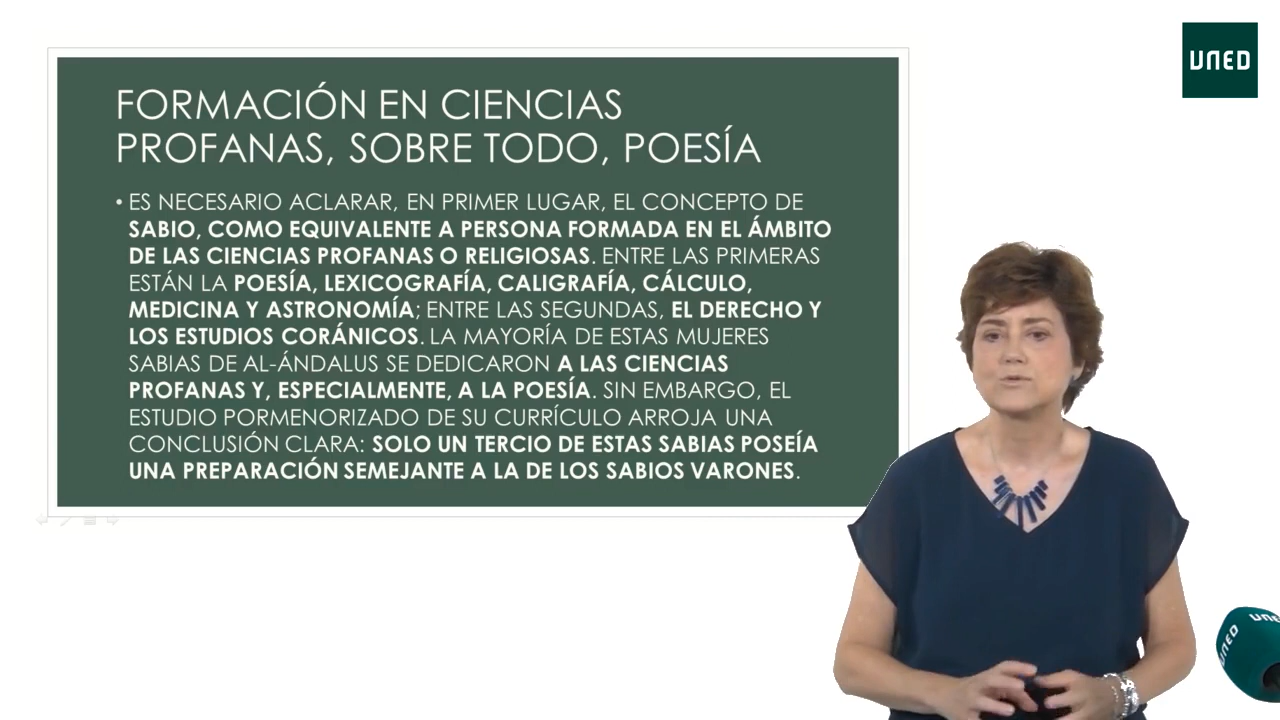 FORMACIÓN EN CIENCIAS
PROFANAS, SOBRE TODO, POESÍA
• ES NECESARIO ACLARAR, EN PRIMER LUGAR, EL CONCEPTO DE
SABIO, COMO EQUIVALENTE A PERSONA FORMADA EN EL ÁMBITO
DE LAS CIENCIAS PROFANAS O RELIGIOSAS. ENTRE LAS PRIMERAS
ESTÁN LA POESÍA, LEXICOGRAFÍA, CALIGRAFÍA, CÁLCULO,
MEDICINA Y ASTRONOMÍA; ENTRE LAS SEGUNDAS, EL DERECHO Y
LOS ESTUDIOS CORÁNICOS. LA MAYORÍA DE ESTAS MUJERES
SABIAS DE AL-ÁNDALUS SE DEDICARON A LAS CIENCIAS
PROFANAS Y, ESPECIALMENTE, A LA POESÍA. SIN EMBARGO, EL
ESTUDIO PORMENORIZADO DE SU CURRÍCULO ARROJA UNA
CONCLUSIÓN CLARA: SOLO UN TERCIO DE ESTAS SABIAS POSEÍA
UNA PREPARACIÓN SEMEJANTE A LA DE LOS SABIOS VARONES.
UNED
UNED
UNE